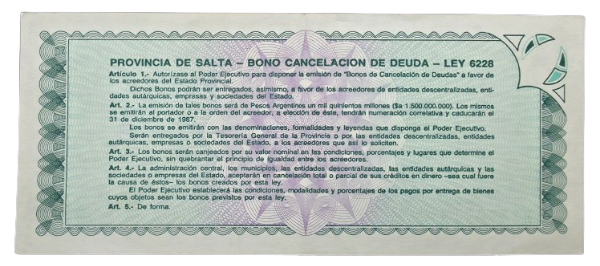 PROVINCIA DE SALTA – BONO CANCELACION DE DEUDA – LEY 6228
Artículo 1.- Autorízase al Poder Ejecutivo para disponer la emisión de "Bonos de Cancelación de Deudas" a favor de
los acreedores del Estado Provincial.
Dichos Bonos podrán ser entregados, asimismo, a favor de los acreedores de entidades descentralizadas, enti-
dades autárquicas, empresas y sociedades del Estado.
Art. 2.- La emisión de tales bonos será de Pesos Argentinos un mil quinientos millones ($a 1.500.000.000). Los mismos
se emitirán al portador o a la orden del acreedor, a elección de éste, tendrán numeración correlativa y caducarán el
31 de diciembre de 1987.
Los bonos se emitirán con las denominaciones, formalidades y leyendas que disponga el Poder Ejecutivo.
Serán entregados por la Tesorería General de la Provincia o por las entidades descentralizadas, entidades
autárquicas, empresas o sociedades del Estado, a los acreedores que así lo soliciten.
Art. 3.- Los bonos serán canjeados por su valor nominal en las condiciones, porcentajes y lugares que determine el
Poder Ejecutivo, sin quebrantar el principio de igualdad entre los acreedores.
Art. 4.- La administración central, los municipios, las entidades descentralizadas, las entidades autárquicas y las
sociedades o empresas del Estado, aceptarán en cancelación total o parcial de sus créditos en dinero –sea cual fuere
la causa de éstos– los bonos creados por esta ley.
El Poder Ejecutivo establecerá las condiciones, modalidades y porcentajes de los pagos por entrega de bienes
cuyos objetos sean los bonos previstos por esta ley.
Art. 5.- De forma.